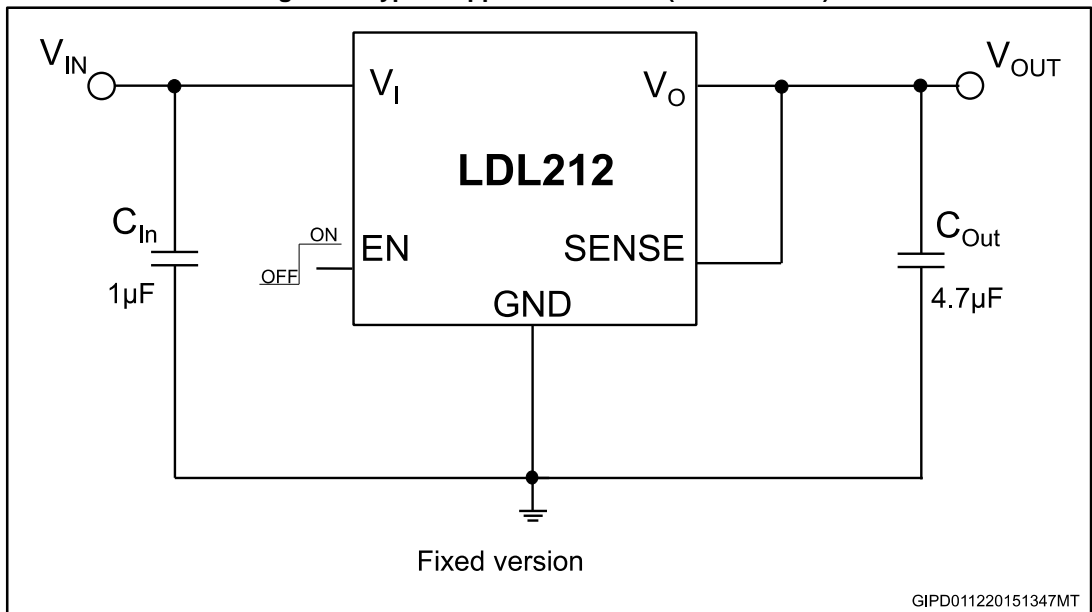 V_IN
V_OUT
V_I
V_O
LDL212
C_In
1µF
ON
OFF
EN
SENSE
GND
C_Out
4.7µF
Fixed version
GIPD011220151347MT